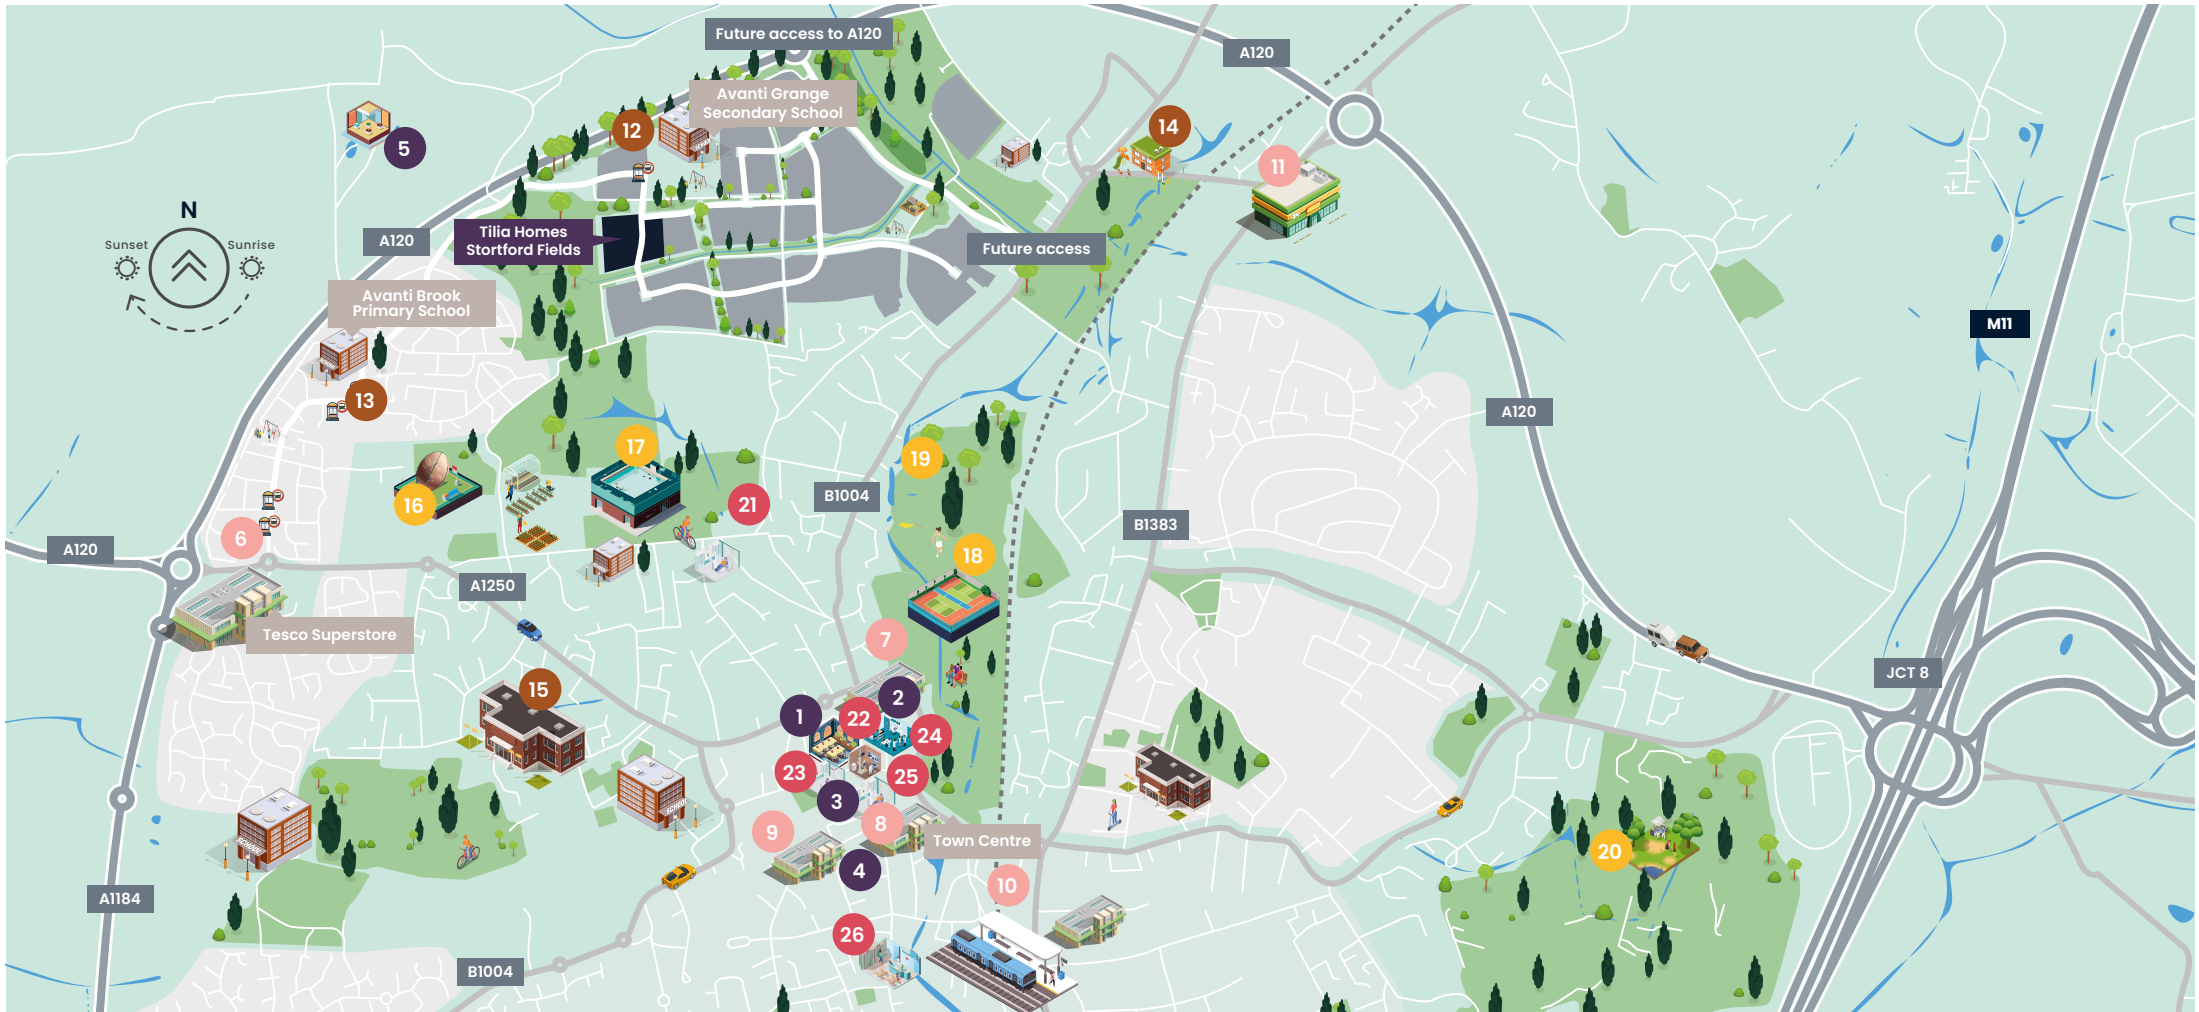 Future access to A120
A120
Avanti Grange
Secondary School
12
14
5
11
N
Sunset
Sunrise
A120
Tilia Homes
Stortford Fields
Future access
Avanti Brook
Primary School
M11
13
A120
17
19
16
21
B1004
B1383
6
A120
18
A1250
Tesco Superstore
7
JCT 8
15
1
22
2
24
23
25
3
SCHOOL
9
8
Town Centre
SCHOOL
4
20
10
A1184
26
B1004